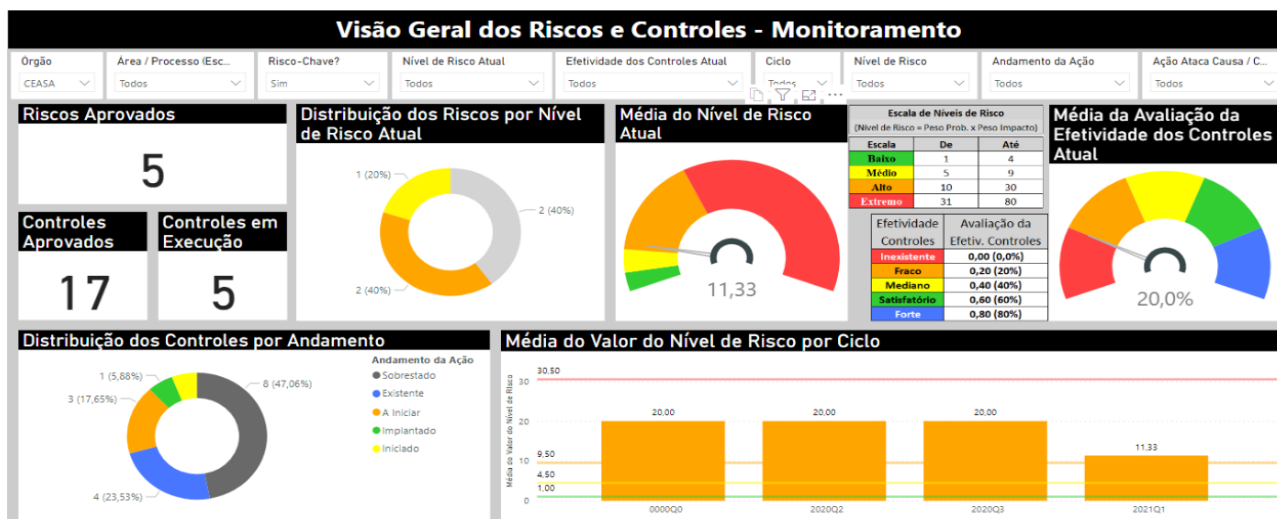 Visão Geral dos Riscos e Controles - Monitoramento
Órgão
CEASA
Área / Processo (Esc...
Todos
Risco-Chave?
Sim
Nível de Risco Atual
Todos
Efetividade dos Controles Atual
Todos
Ciclo
Todos
Nível de Risco
Todos
Andamento da Ação
Todos
Ação Ataca Causa / C...
Todos
Riscos Aprovados
5
Controles
Aprovados
17
Controles em
Execução
5
Distribuição dos Riscos por Nível
de Risco Atual
1 (20%)
2 (40%)
2 (40%)
Média do Nível de Risco
Atual
11,33
Escala de Níveis de Risco
(Nível de Risco = Peso Prob. x Peso Impacto)
Escala De Até
Baixo 1 4
Médio 5 9
Alto 10 30
Extremo 31 80
Efetividade Avaliação da
Controles Efetiv. Controles
Inexistente 0,00 (0,0%)
Fraco 0,20 (20%)
Mediano 0,40 (40%)
Satisfatório 0,60 (60%)
Forte 0,80 (80%)
Média da Avaliação da
Efetividade dos Controles
Atual
20,0%
Distribuição dos Controles por Andamento
1 (5,88%)
3 (17,65%)
4 (23,53%)
8 (47,06%)
Andamento da Ação
Sobrestado
Existente
A Iniciar
Implantado
Iniciado
Média do Valor do Nível de Risco por Ciclo
Média do Valor do Nível de Risco
30
20
10
0
30,50
9,50
4,50
1,00
20,00
20,00
20,00
11,33
0000Q0
2020Q2
2020Q3
2021Q1